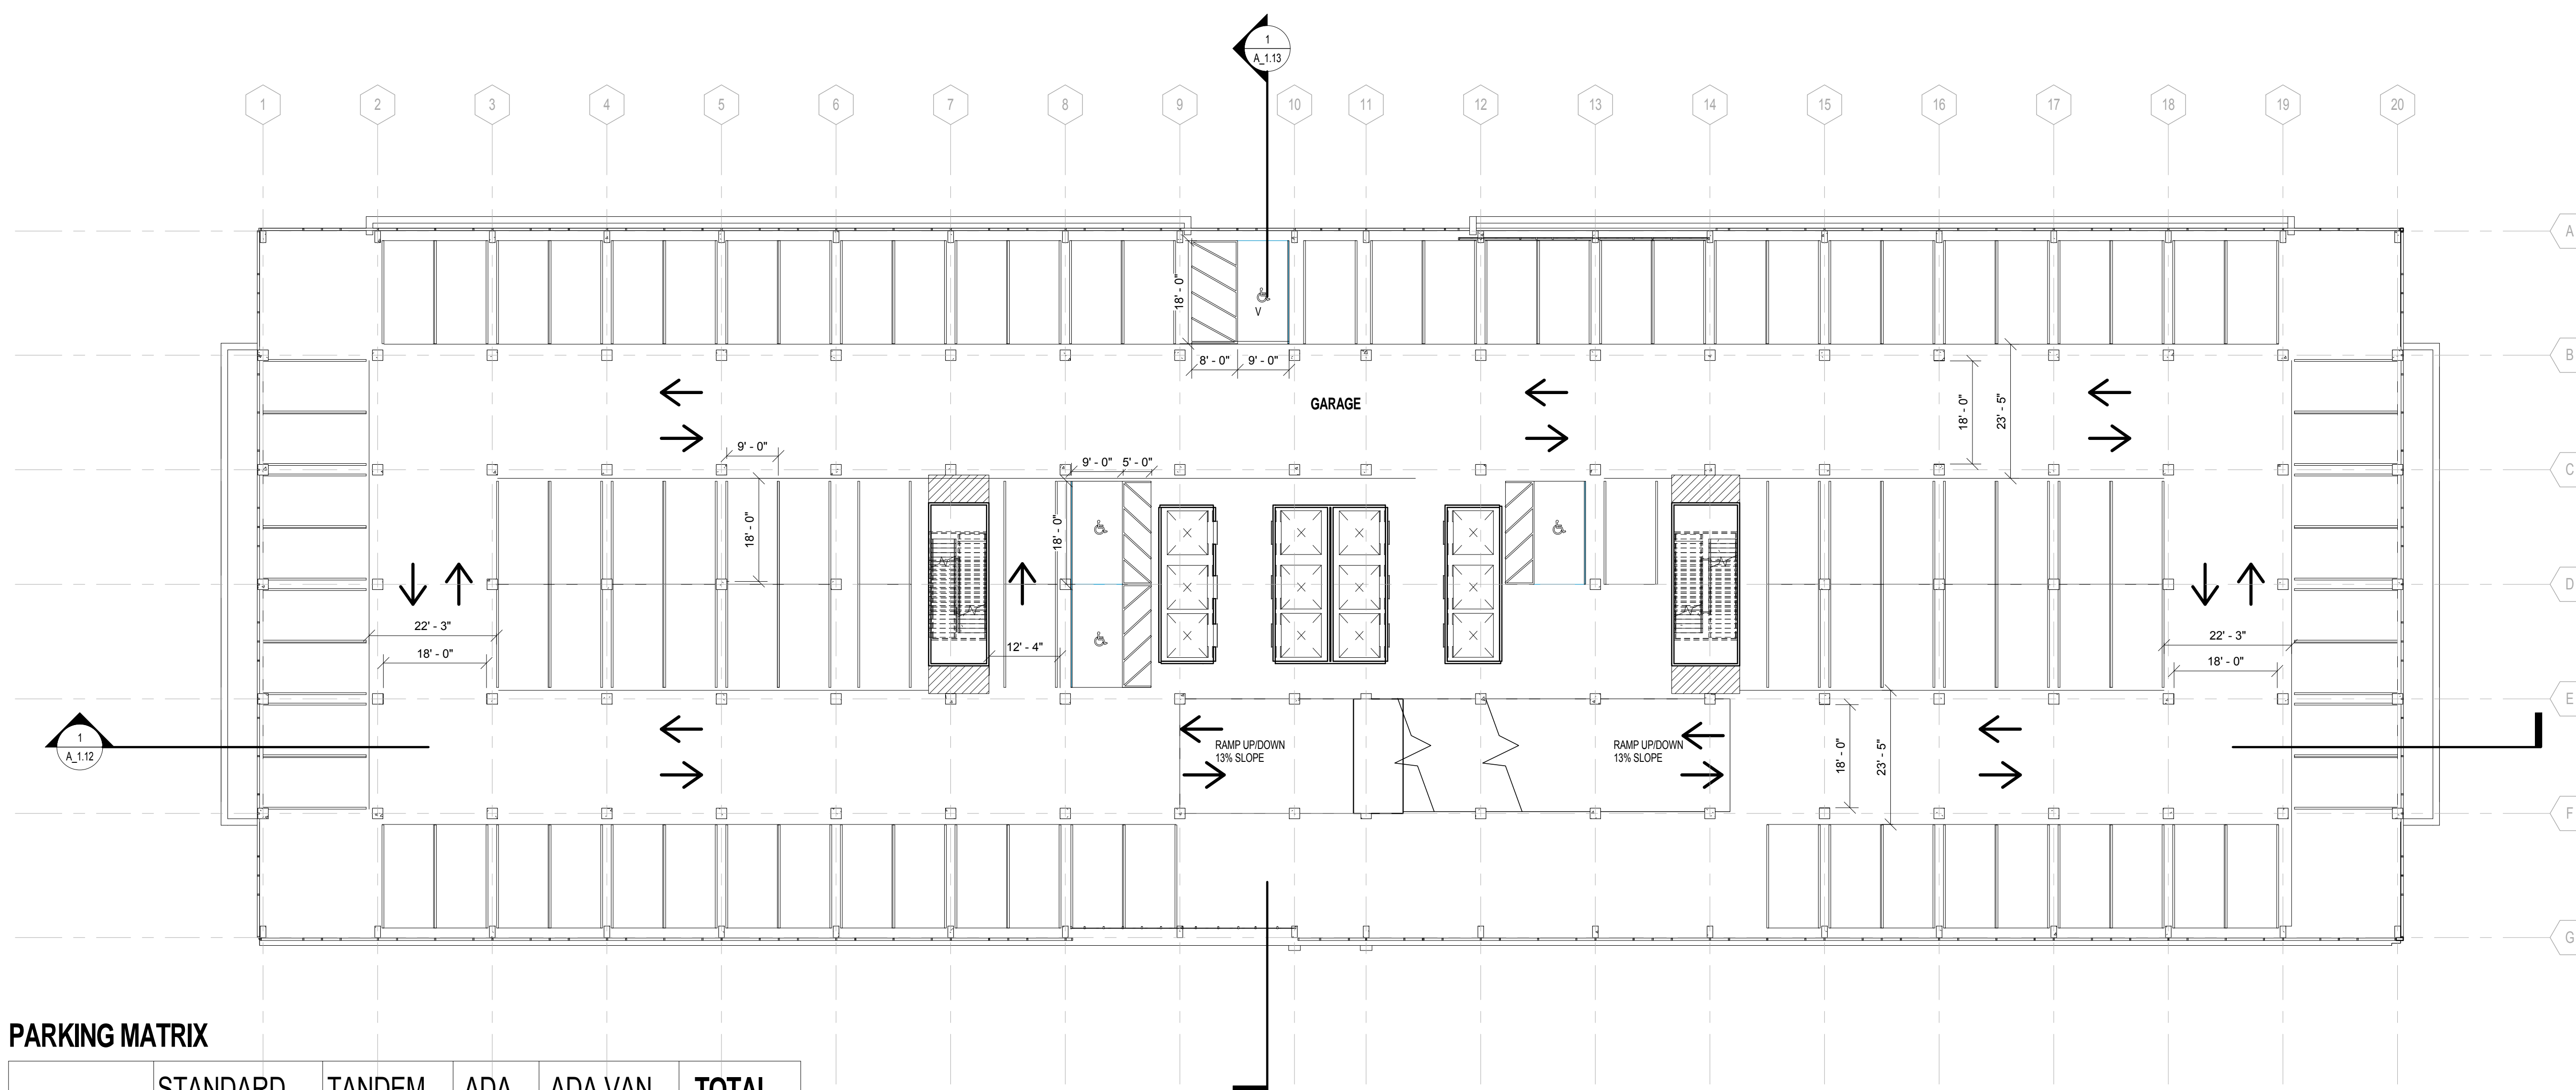 1
A_1.13
1 2 3 4 5 6 7 8 9 10 11 12 13 14 15 16 17 18 19 20
A
18' - 0"
V
B
8' - 0" 9' - 0"
GARAGE
18' - 0"
23' - 5"
9' - 0"
9' - 0" 5' - 0"
C
18' - 0"
18' - 0"
D
22' - 3"
18' - 0"
12' - 4"
22' - 3"
18' - 0"
E
1
A_1.12
RAMP UP/DOWN
13% SLOPE
RAMP UP/DOWN
13% SLOPE
18' - 0"
23' - 5"
F
G
PARKING MATRIX
STANDARD TANDEM ADA ADA VAN TOTAL